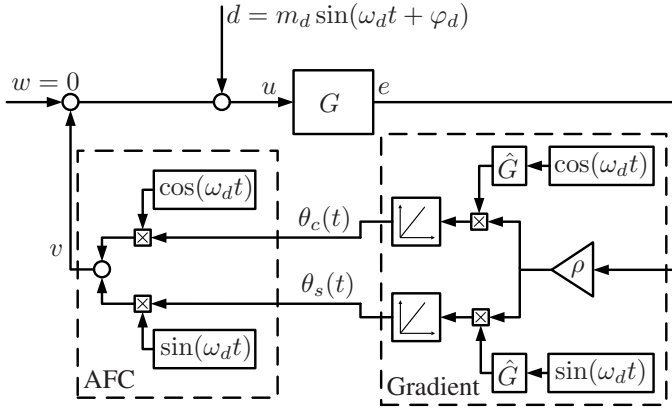 d = m_d sin(ω_d t + φ_d)
w = 0
u
G
e
cos(ω_d t)
Ĝ
cos(ω_d t)
θ_c(t)
v
ρ
θ_s(t)
sin(ω_d t)
Ĝ
sin(ω_d t)
AFC
Gradient